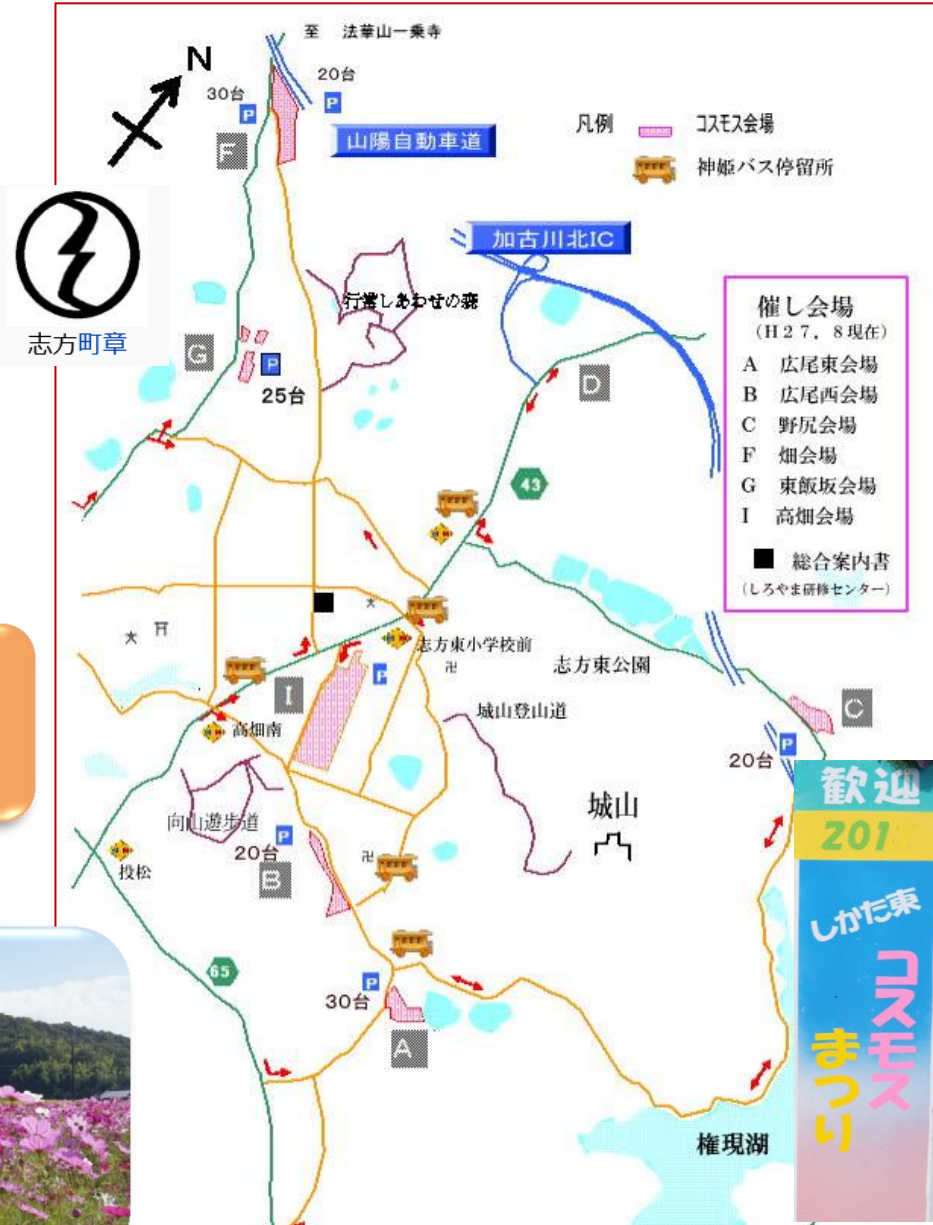 至 法華山一乗寺
N
30台
P
20台
P
F
山陽自動車道
凡例
コスモス会場
神姫バス停留所
志方町章
加古川北IC
行常しあわせの森
催し会場
(H27,8現在)
A 広尾東会場
B 広尾西会場
C 野尻会場
F 畑会場
G 東飯坂会場
I 高畑会場
■ 総合案内書
(しろやま研修センター)
G
P
25台
D
43
志方東小学校前
志方東公園
I
P
高畑南
城山登山道
C
20台
P
城山
向山遊歩道
20台
P
B
投松
65
30台
P
A
権現湖
歓迎
201
しかた東
コスモス
まつり